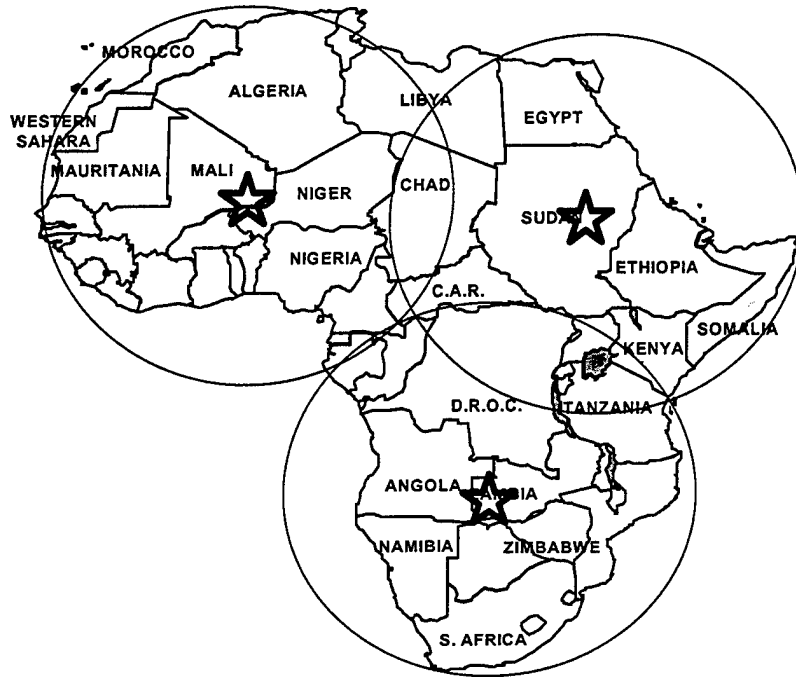 MOROCCO
ALGERIA
LIBYA
EGYPT
WESTERN
SAHARA
MAURITANIA
MALI
NIGER
CHAD
NIGERIA
ETHIOPIA
C.A.R.
SOMALIA
KENYA
D.R.O.C.
TANZANIA
ANGOLA
NAMIBIA
ZIMBABWE
S. AFRICA